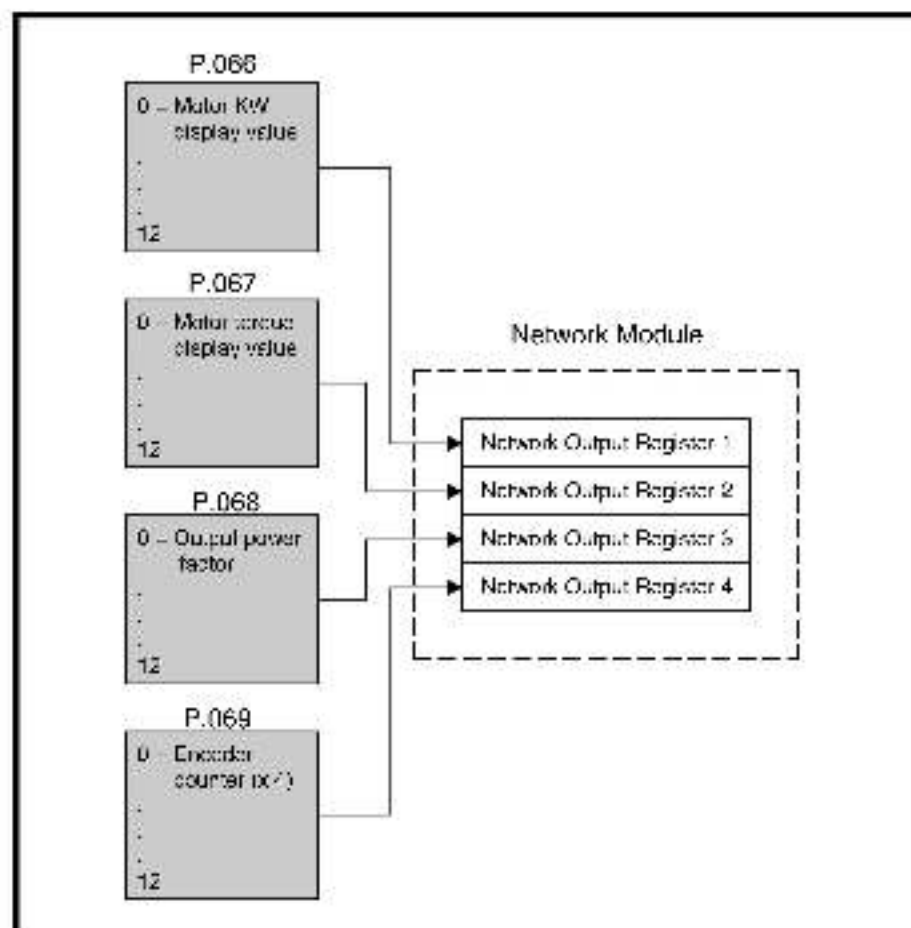 P.066
0 = Motor KW
display value
.
.
.
12
P.067
0 = Motor torque
display value
.
.
.
12
P.068
0 = Output power
factor
.
.
.
12
P.069
0 = Encoder
counter (x4)
.
.
.
12
Network Module
Network Output Register 1
Network Output Register 2
Network Output Register 3
Network Output Register 4